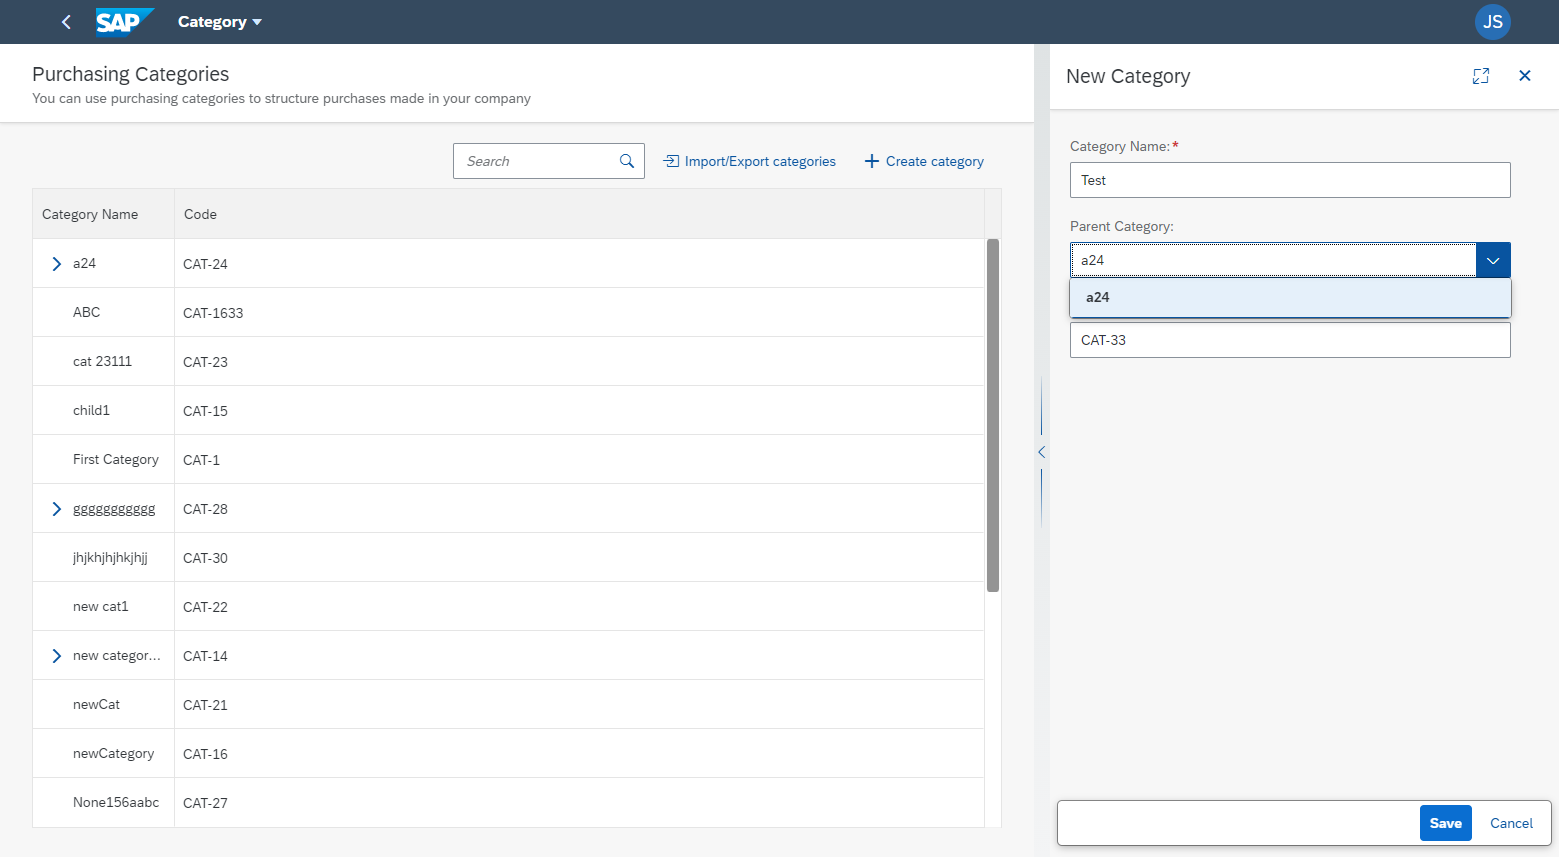 SAP Category JS
Purchasing Categories
You can use purchasing categories to structure purchases made in your company
Search Import/Export categories Create category
Category Name Code
a24 CAT-24
ABC CAT-1633
cat 23111 CAT-23
child1 CAT-15
First Category CAT-1
ggggggggggg CAT-28
jhjkhjhjhkjhjj CAT-30
new cat1 CAT-22
new categor... CAT-14
newCat CAT-21
newCategory CAT-16
None156aabc CAT-27
New Category
Category Name:*
Test
Parent Category:
a24
a24
CAT-33
Save Cancel